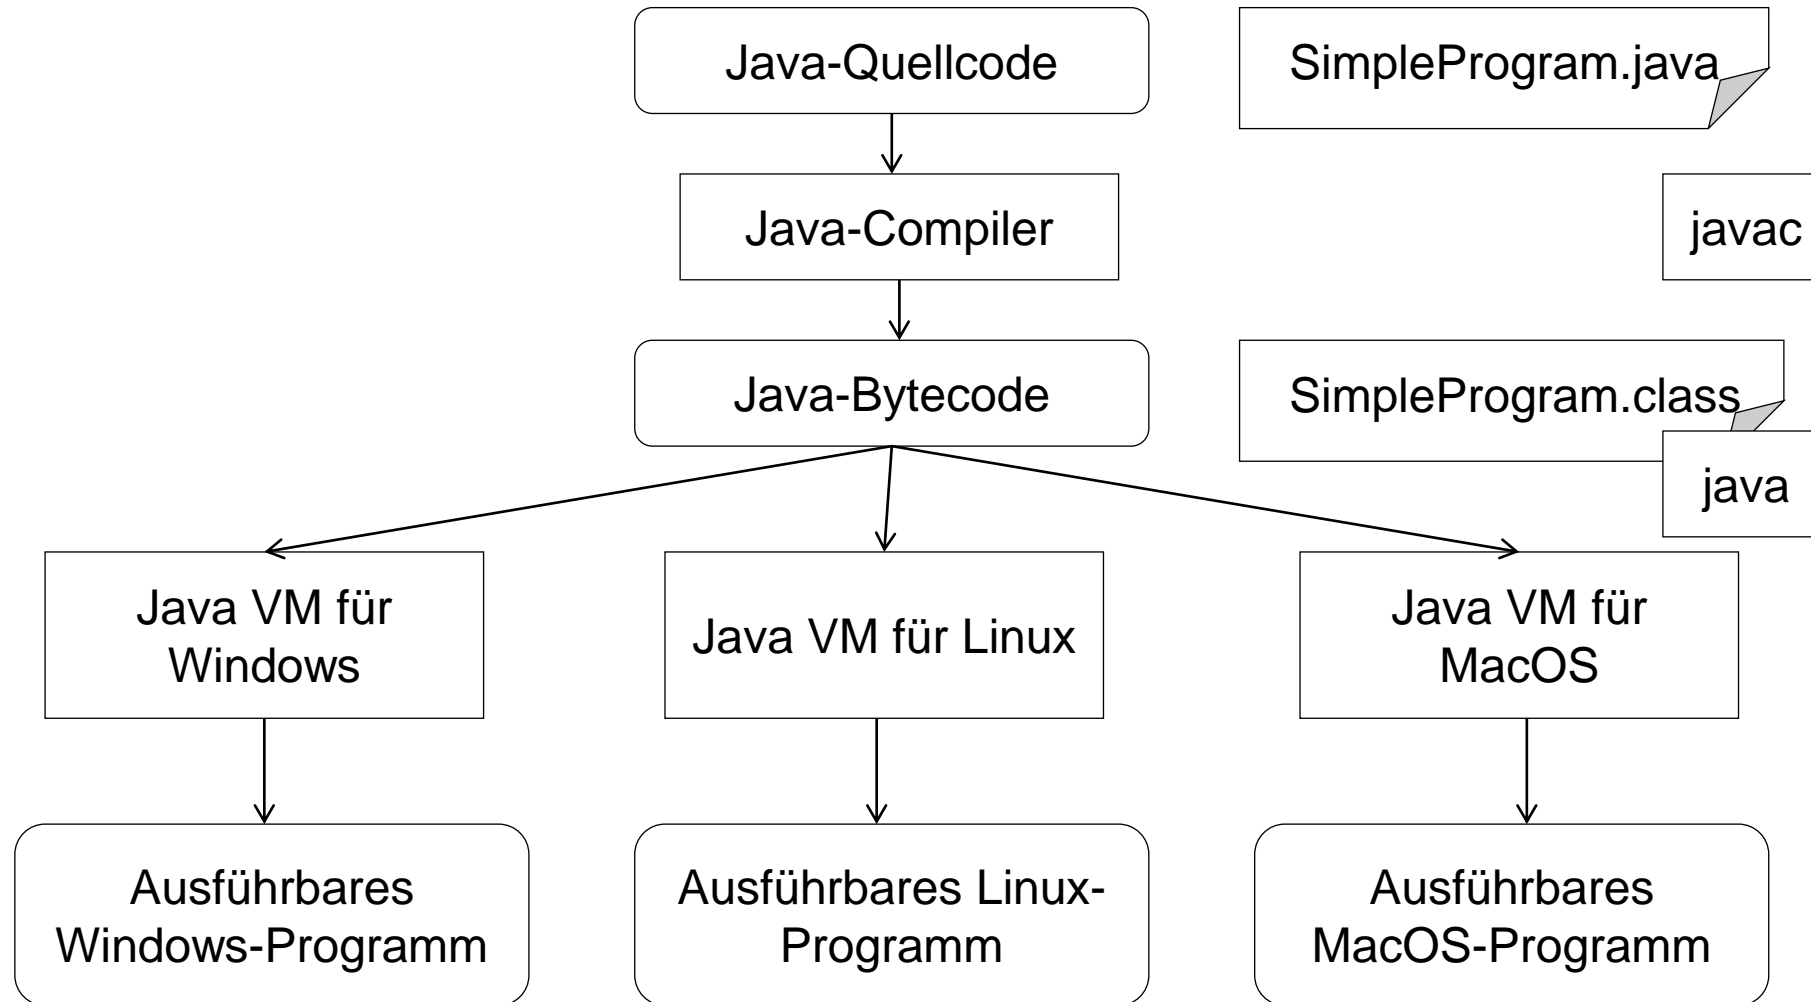 Java-Quellcode
SimpleProgram.java
Java-Compiler
javac
Java-Bytecode
SimpleProgram.class
java
Java VM für
Windows
Java VM für Linux
Java VM für
MacOS
Ausführbares
Windows-Programm
Ausführbares Linux-
Programm
Ausführbares
MacOS-Programm